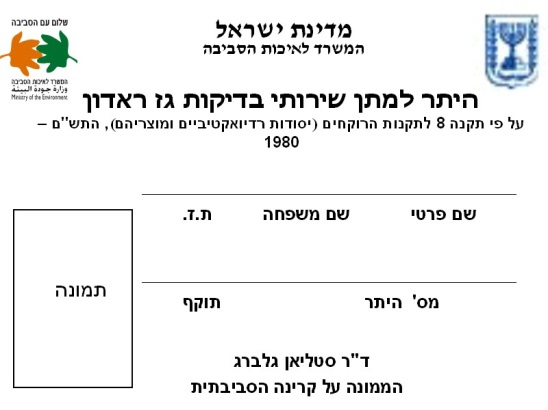 מדינת ישראל
המשרד לאיכות הסביבה
שלום עם הסביבה
המשרד לאיכות הסביבה
وزارة جودة البيئة
Ministry of the Environment
היתר למתן שירותי בדיקות גז ראדון
על פי תקנה 8 לתקנות הרוקחים (יסודות רדיואקטיביים ומוצריהם), התש"ם –
1980
שם פרטי שם משפחה ת.ז.
תמונה
מס' היתר תוקף
ד"ר סטליאן גלברג
הממונה על קרינה הסביבתית